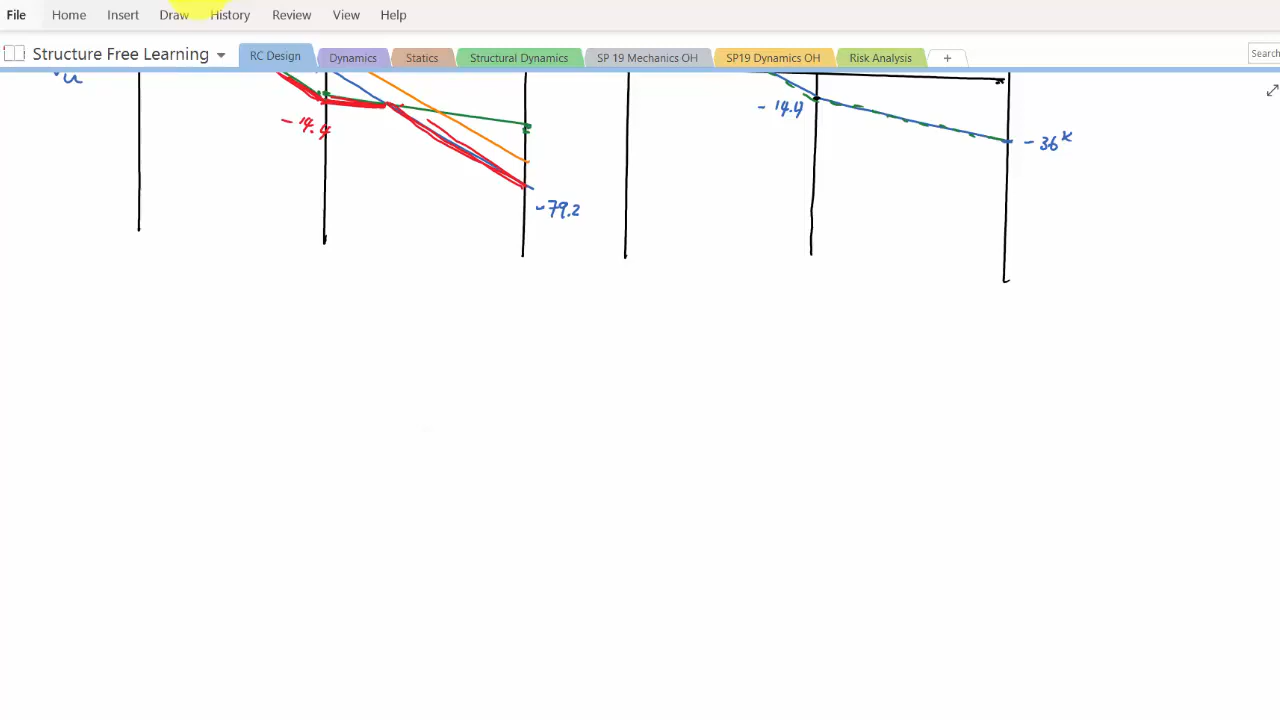 File Home Insert Draw History Review View Help
Structure Free Learning RC Design Dynamics Statics Structural Dynamics SP 19 Mechanics OH SP19 Dynamics OH Risk Analysis + Search
u
-14.4
-79.2
-14.4
-36k